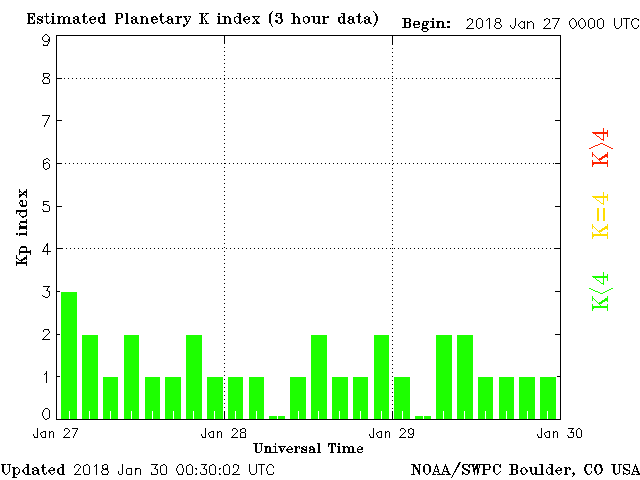 Estimated Planetary K index (3 hour data)
Begin: 2018 Jan 27 0000 UTC
9
8
7
6
5
4
3
2
1
0
Kp index
K>4
K=4
K<4
Jan 27
Jan 28
Jan 29
Jan 30
Universal Time
Updated 2018 Jan 30 00:30:02 UTC
NOAA/SWPC Boulder, CO USA